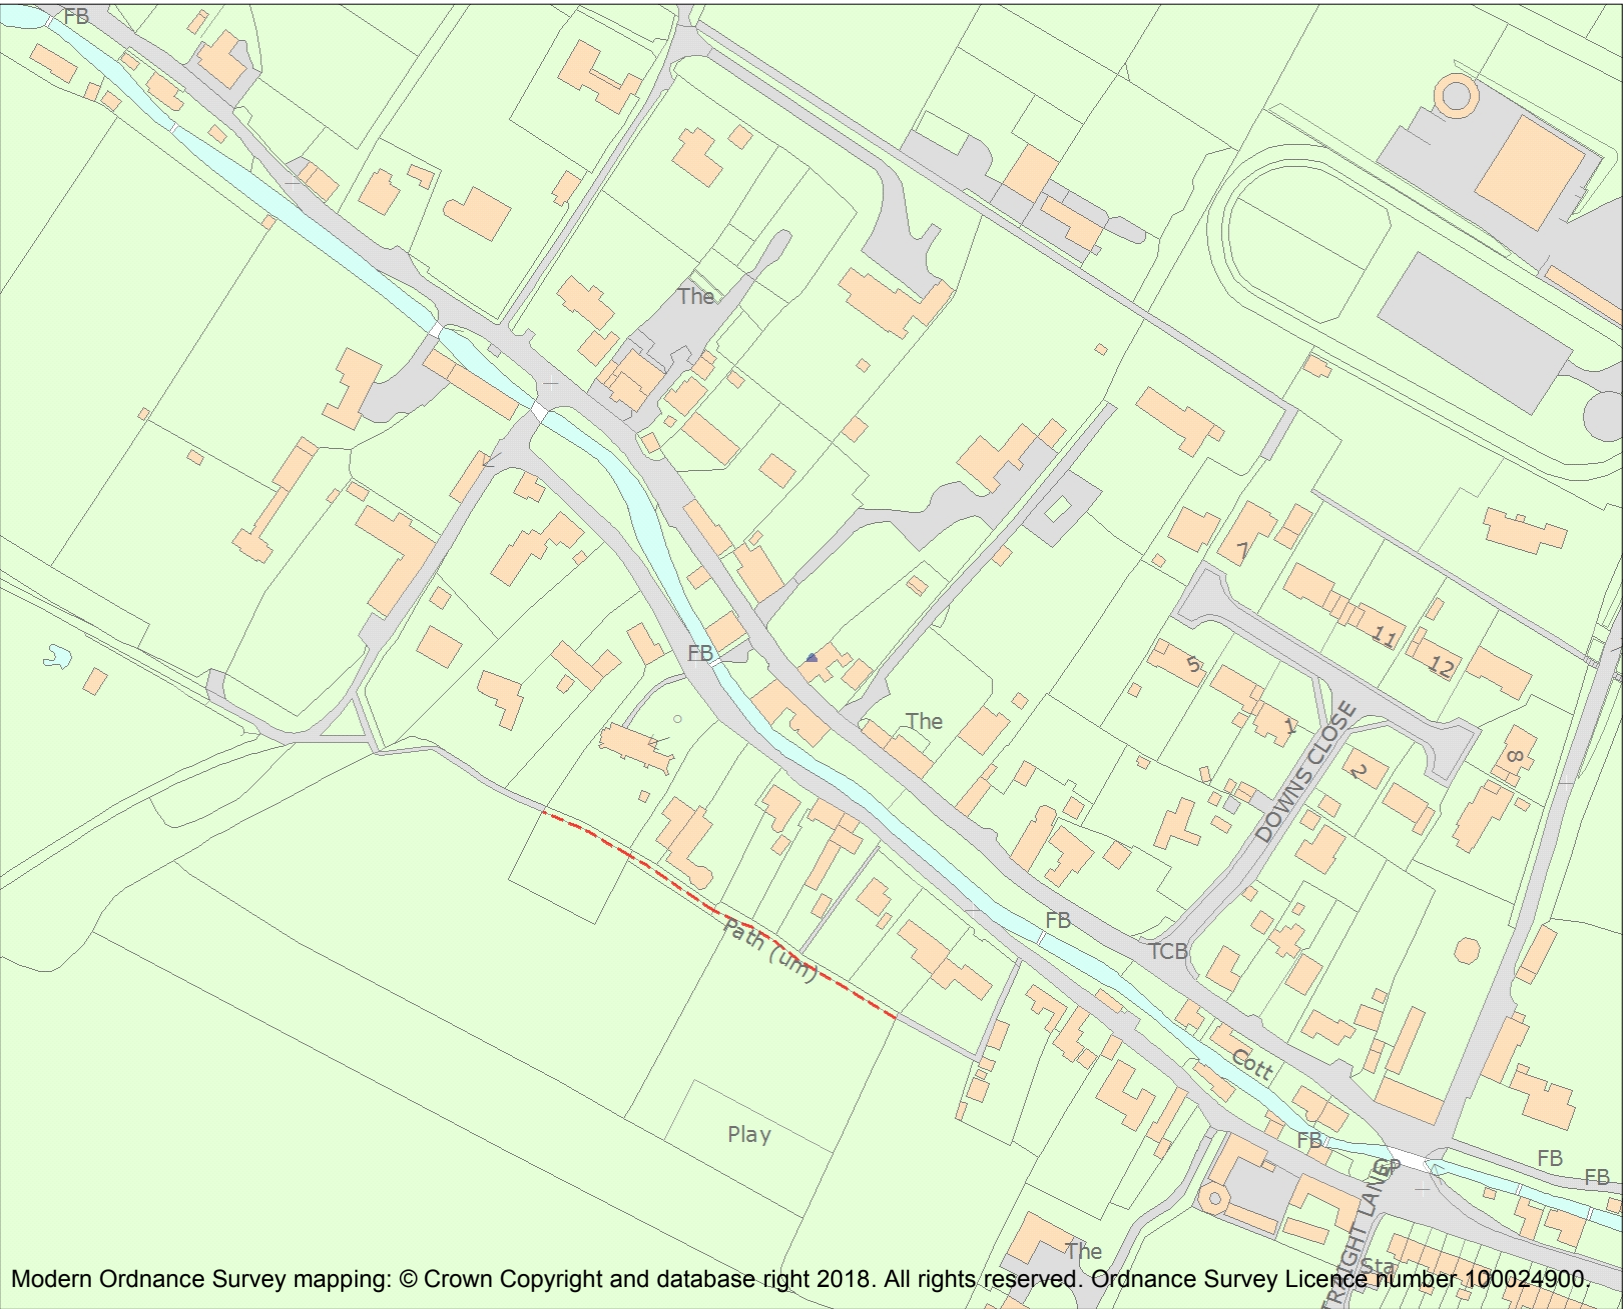 FB
The
7
11
12
5
FB
The
1
DOWNS CLOSE
2
8
FB
TCB
Path (um)
Cott
Play
FB
GP
FB
FB
The
Sta
Modern Ordnance Survey mapping: © Crown Copyright and database right 2018. All rights reserved. Ordnance Survey Licence number 100024900.